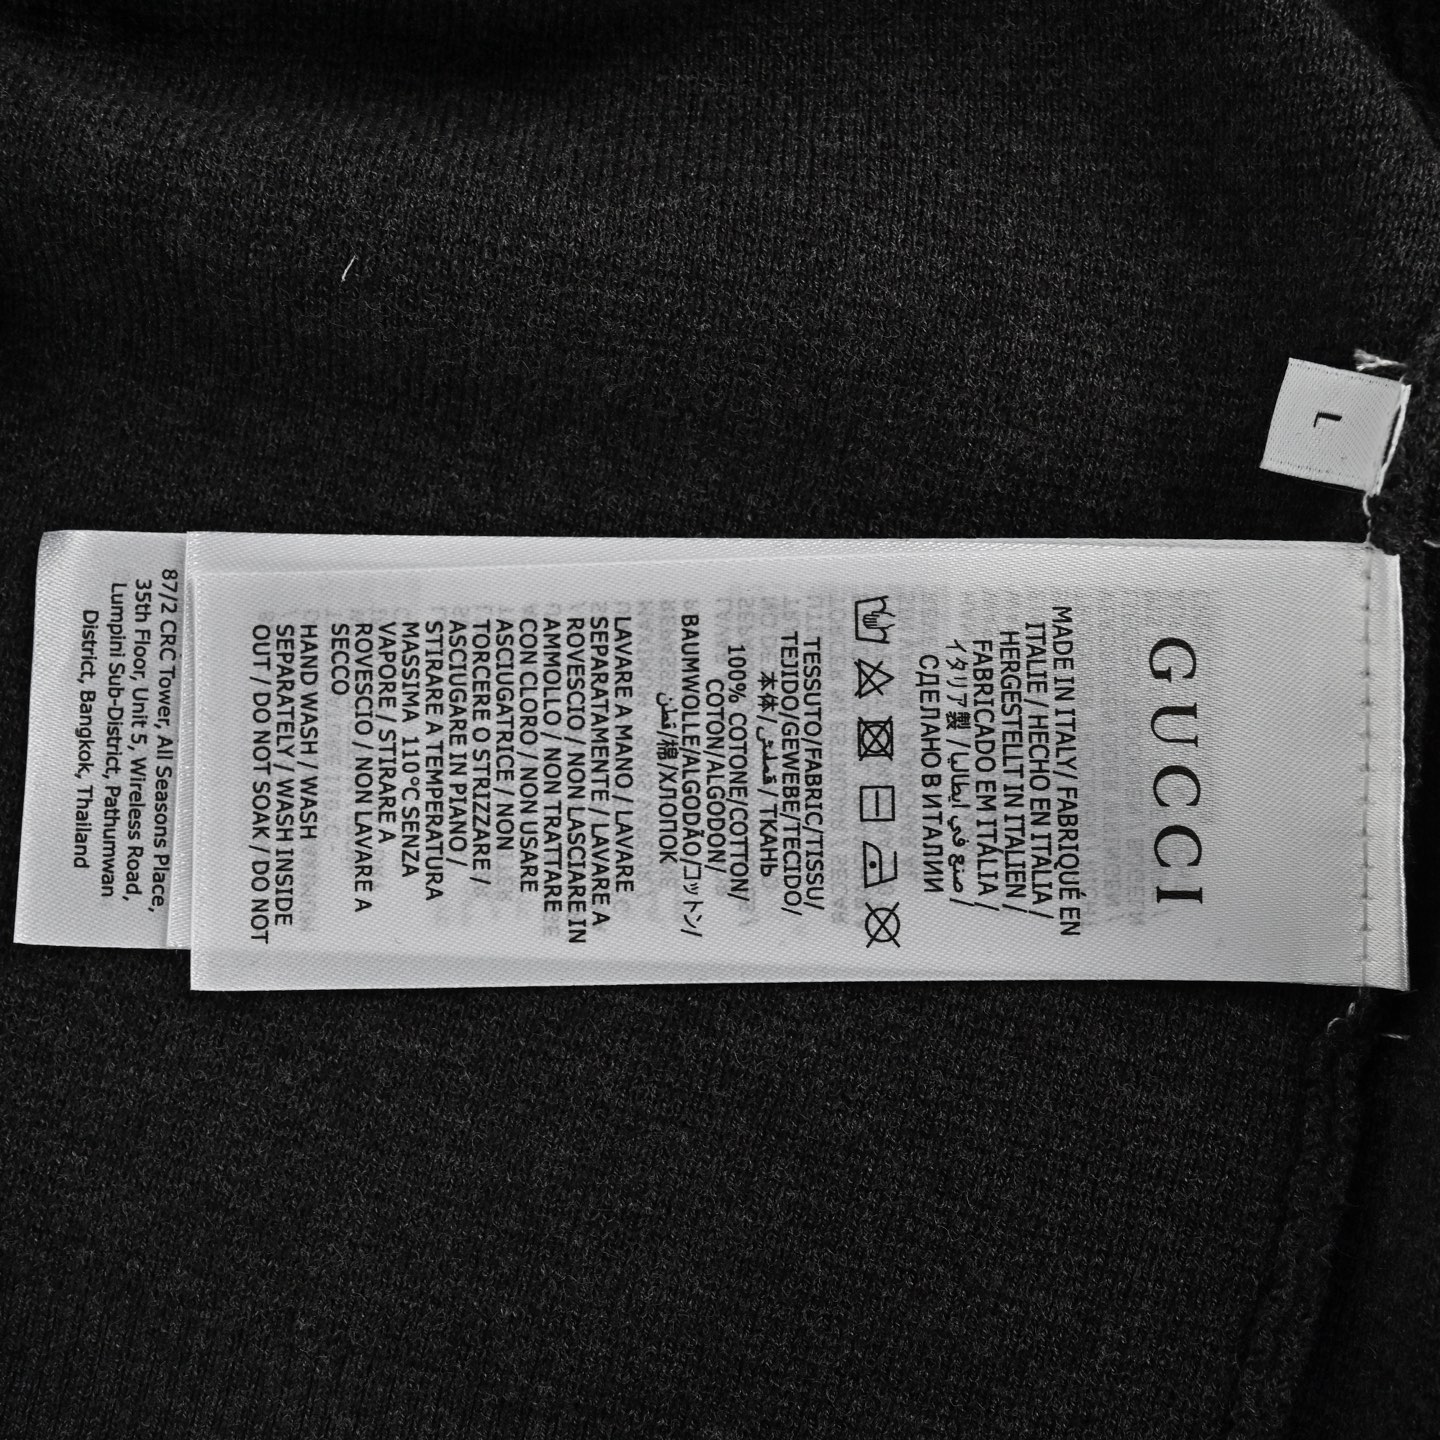 L
GUCCI
MADE IN ITALY/ FABRIQUÉ EN
ITALIE / HECHO EN ITALIA /
HERGESTELLT IN ITALIEN /
FABRICADO EM ITÁLIA /
イタリア製 / صنع في ايطاليا /
СДЕЛАНО В ИТАЛИИ
TESSUTO/FABRIC/TISSU/
TEJIDO/GEWEBE/TECIDO/
本体/ قماش / ТКАНЬ
100% COTONE/COTTON/
COTON/ALGODON/
BAUMWOLLE/ALGODÃO/コットン/
棉/ХЛОПОК/قطن
LAVARE A MANO / LAVARE
SEPARATAMENTE / LAVARE A
ROVESCIO / NON LASCIARE IN
AMMOLLO / NON TRATTARE
CON CLORO / NON USARE
ASCIUGATRICE / NON
TORCERE O STRIZZARE /
ASCIUGARE IN PIANO /
STIRARE A TEMPERATURA
MASSIMA 110°C SENZA
VAPORE / STIRARE A
ROVESCIO / NON LAVARE A
SECCO
HAND WASH / WASH
SEPARATELY / WASH INSIDE
OUT / DO NOT SOAK / DO NOT
87/2 CRC Tower, All Seasons Place,
35th Floor, Unit 5, Wireless Road,
Lumpini Sub-District, Pathumwan
District, Bangkok, Thailand